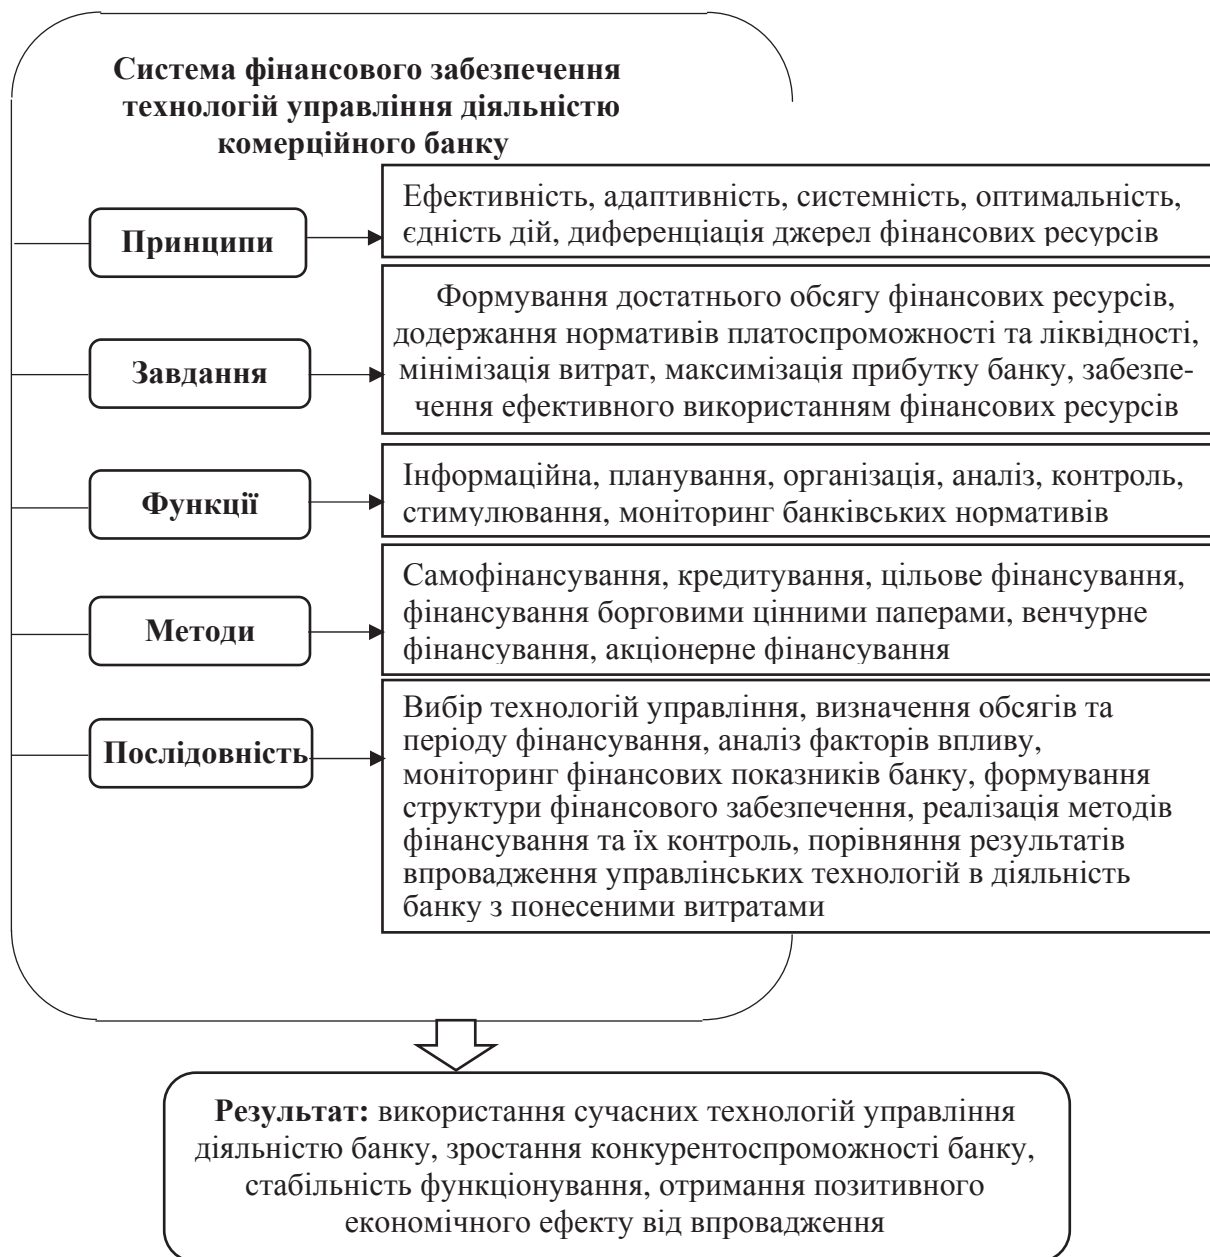 Система фінансового забезпечення
технологій управління діяльністю
комерційного банку
Принципи
Ефективність, адаптивність, системність, оптимальність,
єдність дій, диференціація джерел фінансових ресурсів
Завдання
Формування достатнього обсягу фінансових ресурсів,
додержання нормативів платоспроможності та ліквідності,
мінімізація витрат, максимізація прибутку банку, забезпе-
чення ефективного використанням фінансових ресурсів
Функції
Інформаційна, планування, організація, аналіз, контроль,
стимулювання, моніторинг банківських нормативів
Методи
Самофінансування, кредитування, цільове фінансування,
фінансування борговими цінними паперами, венчурне
фінансування, акціонерне фінансування
Послідовність
Вибір технологій управління, визначення обсягів та
періоду фінансування, аналіз факторів впливу,
моніторинг фінансових показників банку, формування
структури фінансового забезпечення, реалізація методів
фінансування та їх контроль, порівняння результатів
впровадження управлінських технологій в діяльність
банку з понесеними витратами
Результат: використання сучасних технологій управління
діяльністю банку, зростання конкурентоспроможності банку,
стабільність функціонування, отримання позитивного
економічного ефекту від впровадження